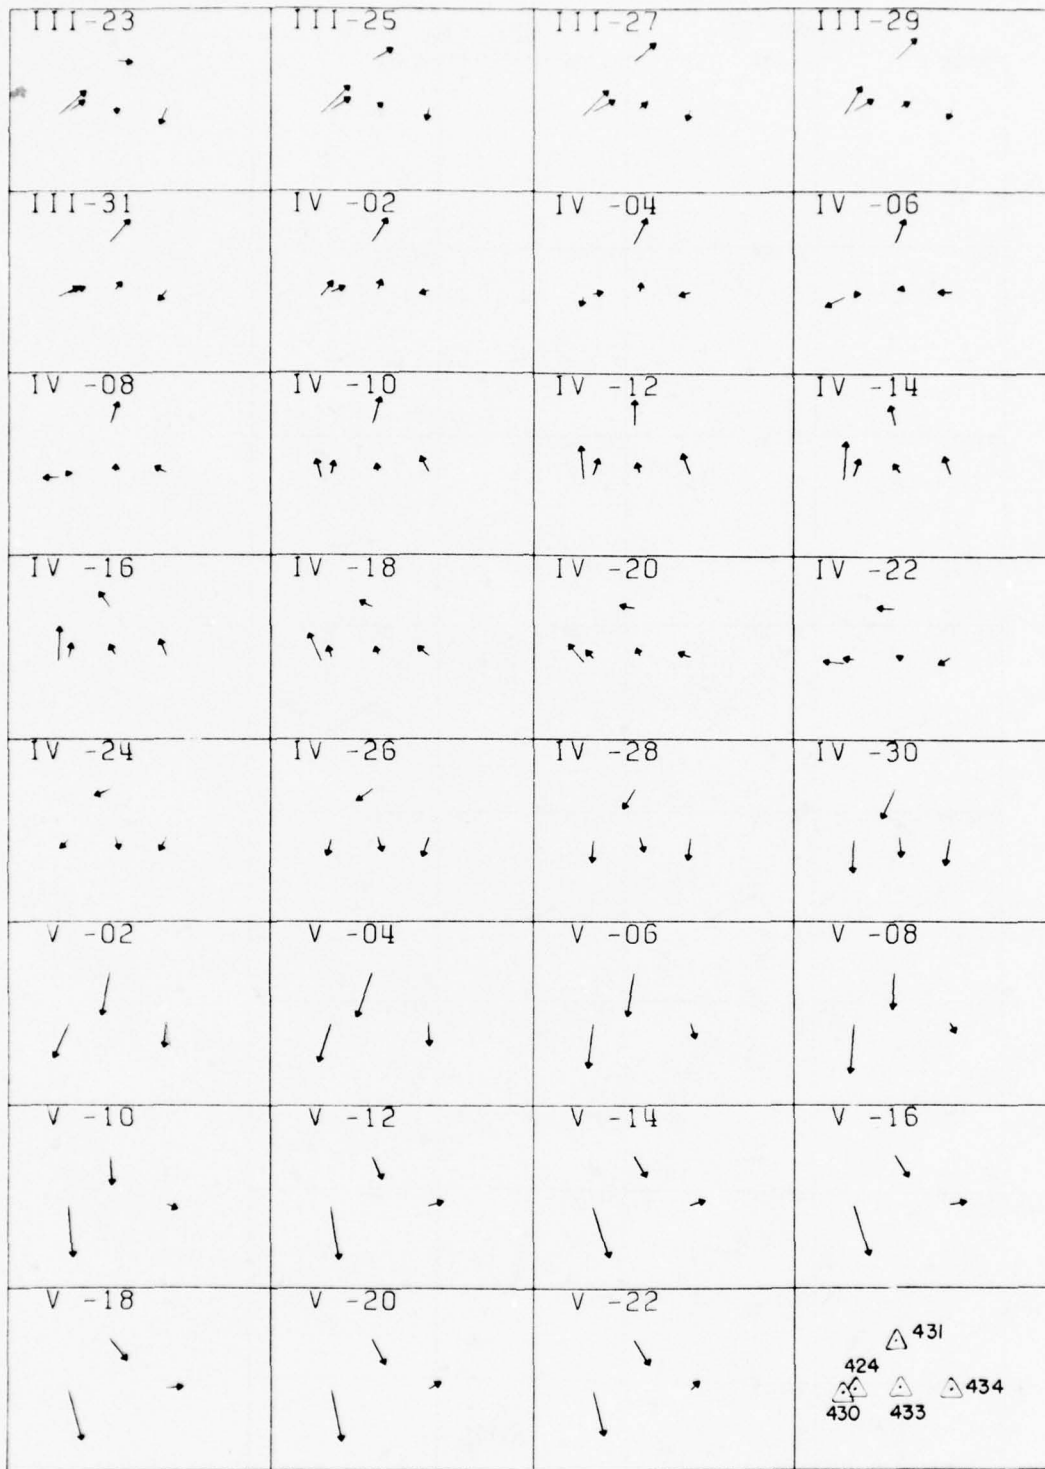 III-23 III-25 III-27 III-29
III-31 IV -02 IV -04 IV -06
IV -08 IV -10 IV -12 IV -14
IV -16 IV -18 IV -20 IV -22
IV -24 IV -26 IV -28 IV -30
V -02 V -04 V -06 V -08
V -10 V -12 V -14 V -16
V -18 V -20 V -22
431
424
434
430 433